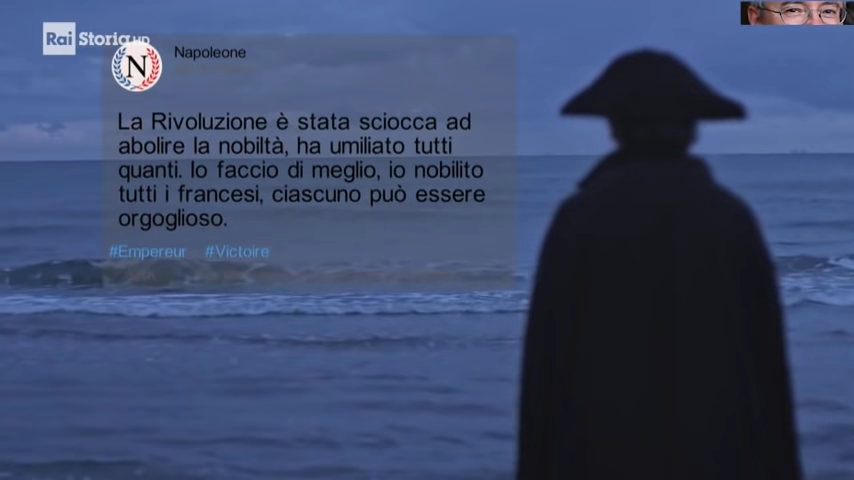 Rai Storia HD
N
Napoleone
La Rivoluzione è stata sciocca ad
abolire la nobiltà, ha umiliato tutti
quanti. Io faccio di meglio, io nobilito
tutti i francesi, ciascuno può essere
orgoglioso.
#Empereur #Victoire